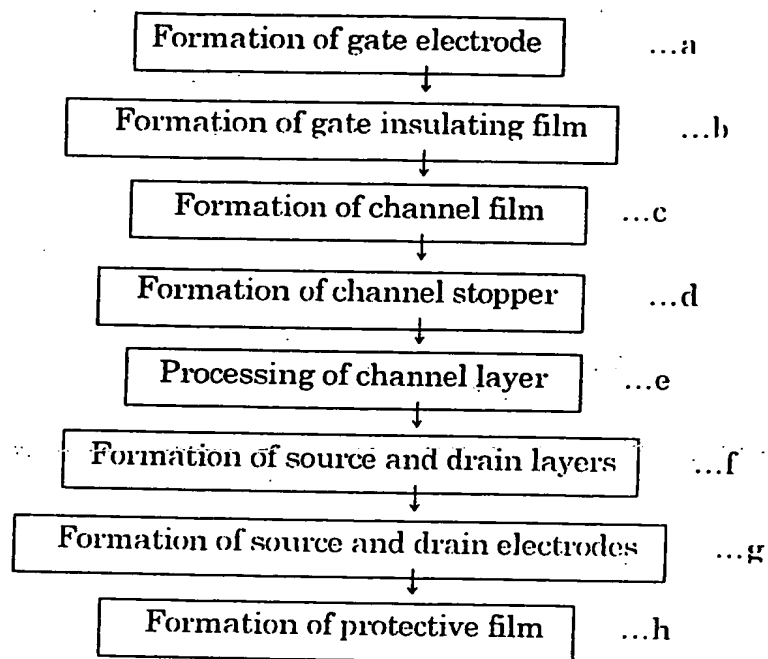 Formation of gate electrode ...a
Formation of gate insulating film ...b
Formation of channel film ...c
Formation of channel stopper ...d
Processing of channel layer ...e
Formation of source and drain layers ...f
Formation of source and drain electrodes ...g
Formation of protective film ...h